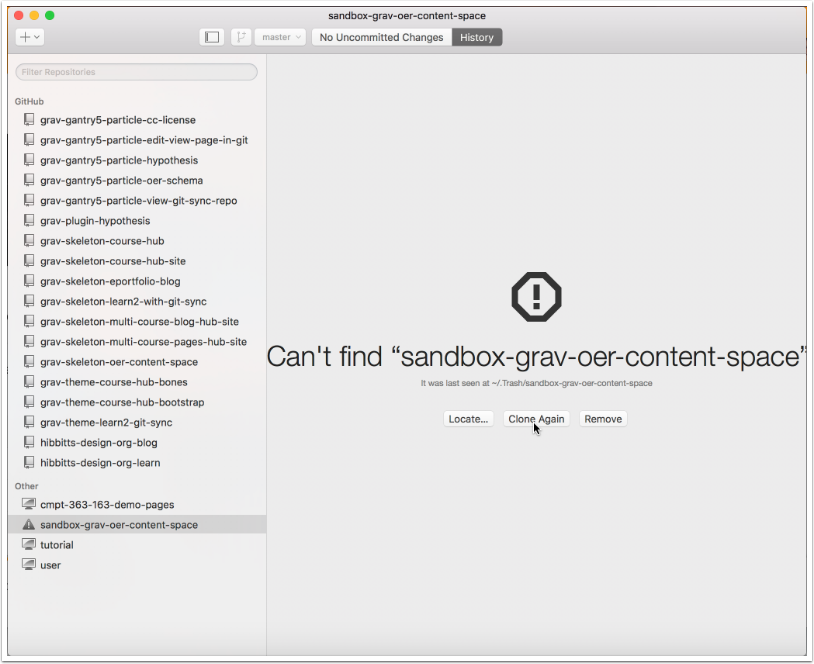 sandbox-grav-oer-content-space
master
No Uncommitted Changes
History
Filter Repositories
GitHub
grav-gantry5-particle-cc-license
grav-gantry5-particle-edit-view-page-in-git
grav-gantry5-particle-hypothesis
grav-gantry5-particle-oer-schema
grav-gantry5-particle-view-git-sync-repo
grav-plugin-hypothesis
grav-skeleton-course-hub
grav-skeleton-course-hub-site
grav-skeleton-eportfolio-blog
grav-skeleton-learn2-with-git-sync
grav-skeleton-multi-course-blog-hub-site
grav-skeleton-multi-course-pages-hub-site
grav-skeleton-oer-content-space
grav-theme-course-hub-bones
grav-theme-course-hub-bootstrap
grav-theme-learn2-git-sync
hibbitts-design-org-blog
hibbitts-design-org-learn
Other
cmpt-363-163-demo-pages
sandbox-grav-oer-content-space
tutorial
user
Can't find “sandbox-grav-oer-content-space”
It was last seen at ~/.Trash/sandbox-grav-oer-content-space
Locate...
Clone Again
Remove